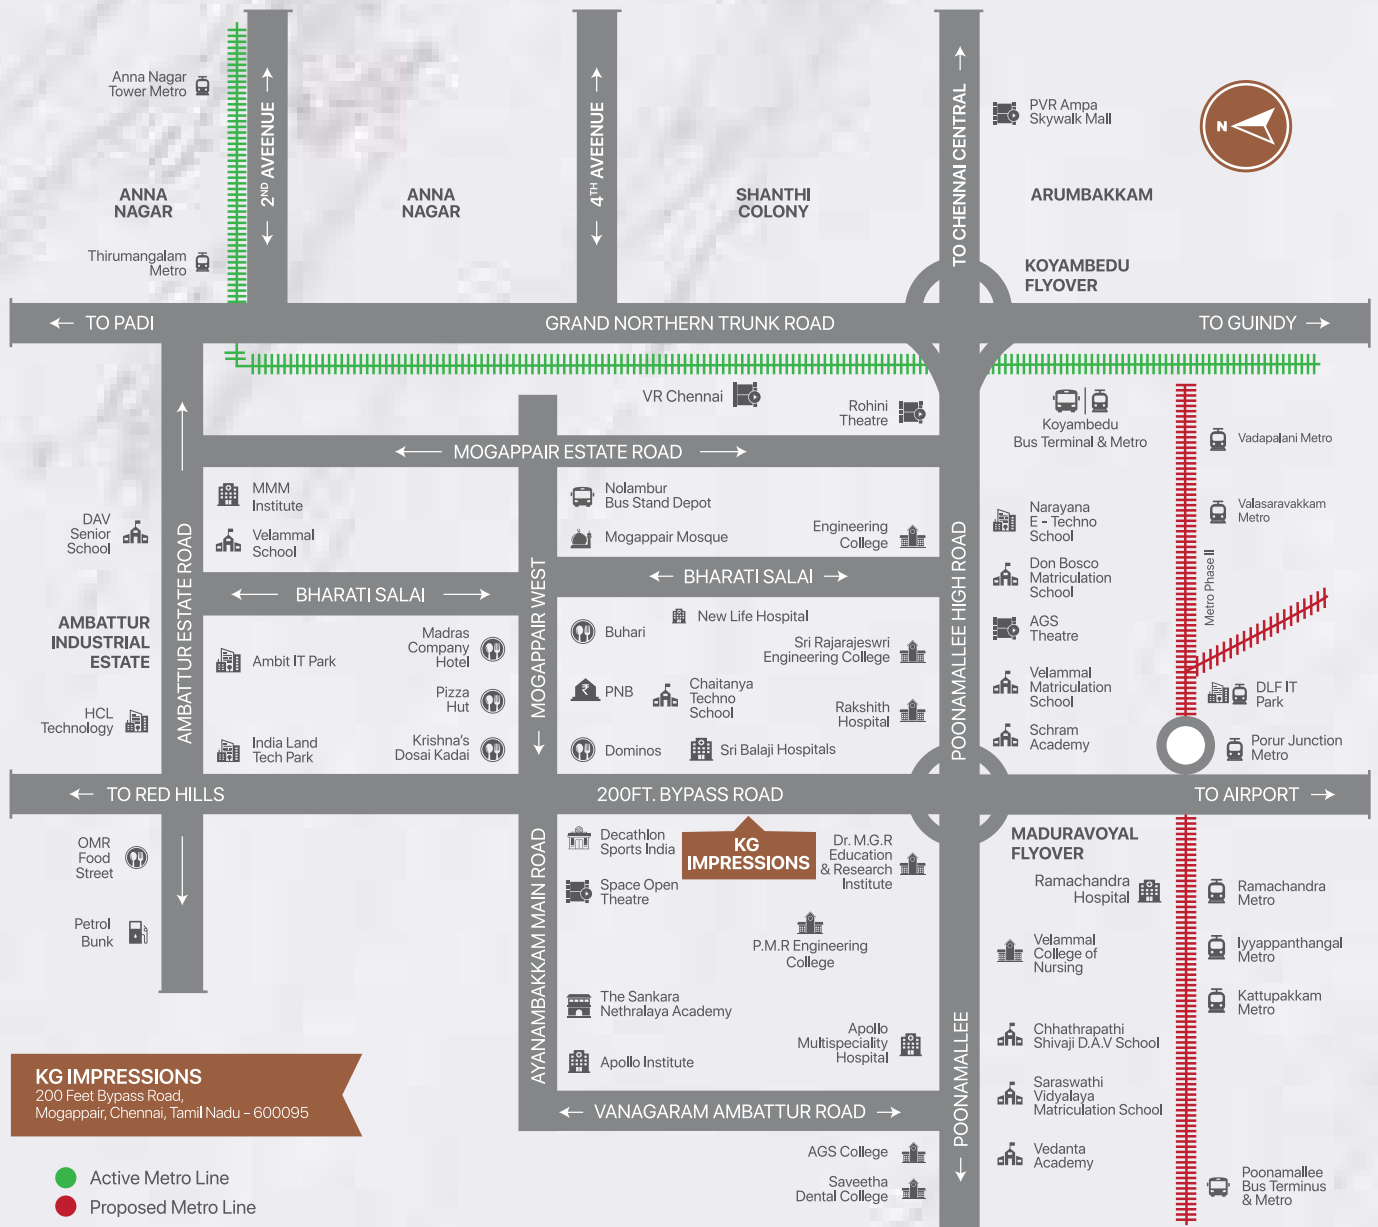 Anna Nagar
Tower Metro
2ND AVEENUE
4TH AVEENUE
TO CHENNAI CENTRAL
PVR Ampa
Skywalk Mall
N
ANNA
NAGAR
ANNA
NAGAR
SHANTHI
COLONY
ARUMBAKKAM
Thirumangalam
Metro
KOYAMBEDU
FLYOVER
TO PADI
GRAND NORTHERN TRUNK ROAD
TO GUINDY
VR Chennai
Rohini
Theatre
Koyambedu
Bus Terminal & Metro
Vadapalani Metro
MOGAPPAIR ESTATE ROAD
MMM
Institute
Velammal
School
Nolambur
Bus Stand Depot
Mogappair Mosque
Engineering
College
DAV
Senior
School
AMBATTUR ESTATE ROAD
MOGAPPAIR WEST
POONAMALLEE HIGH ROAD
Narayana
E - Techno
School
Valasaravakkam
Metro
Metro Phase II
Don Bosco
Matriculation
School
BHARATI SALAI
BHARATI SALAI
AMBATTUR
INDUSTRIAL
ESTATE
Madras
Company
Hotel
Buhari
New Life Hospital
Sri Rajarajeswri
Engineering College
AGS
Theatre
Ambit IT Park
Pizza
Hut
PNB
Chaitanya
Techno
School
Rakshith
Hospital
Velammal
Matriculation
School
DLF IT
Park
HCL
Technology
India Land
Tech Park
Krishna's
Dosai Kadai
Dominos
Sri Balaji Hospitals
Schram
Academy
Porur Junction
Metro
TO RED HILLS
200FT. BYPASS ROAD
TO AIRPORT
OMR
Food
Street
Petrol
Bunk
AYANAMBAKKAM MAIN ROAD
Decathlon
Sports India
KG
IMPRESSIONS
Dr. M.G.R
Education
& Research
Institute
MADURAVOYAL
FLYOVER
Space Open
Theatre
Ramachandra
Hospital
Ramachandra
Metro
P.M.R Engineering
College
Velammal
College of
Nursing
Iyyappanthangal
Metro
The Sankara
Nethralaya Academy
Kattupakkam
Metro
Apollo Institute
Apollo
Multispeciality
Hospital
POONAMALLEE
Chhathrapathi
Shivaji D.A.V School
Saraswathi
Vidyalaya
Matriculation School
VANAGARAM AMBATTUR ROAD
AGS College
Saveetha
Dental College
Vedanta
Academy
Poonamallee
Bus Terminus
& Metro
KG IMPRESSIONS
200 Feet Bypass Road,
Mogappair, Chennai, Tamil Nadu - 600095
Active Metro Line
Proposed Metro Line